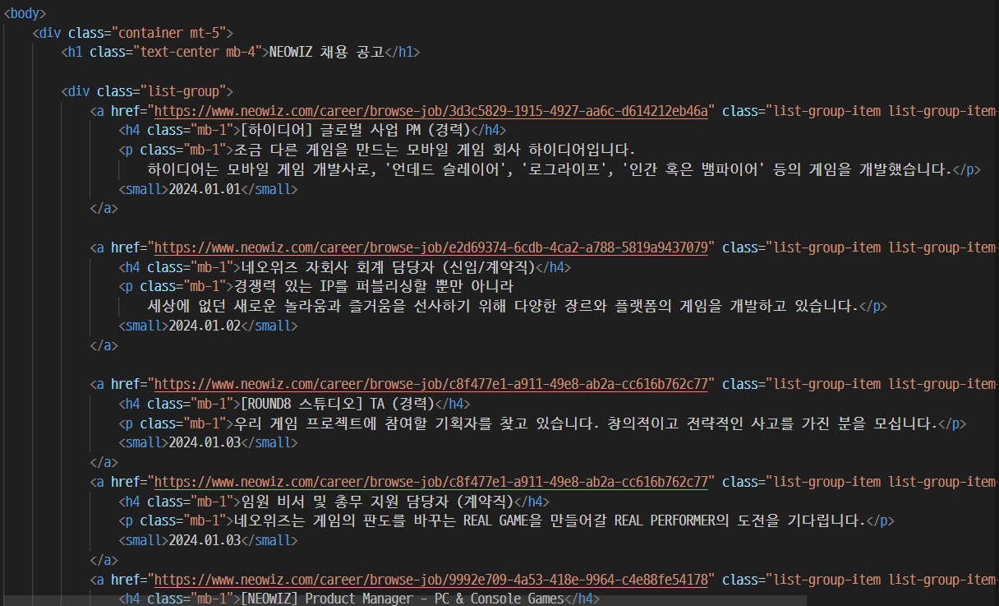 <body>
<div class="container mt-5">
<h1 class="text-center mb-4">NEOWIZ 채용 공고</h1>
<div class="list-group">
<a href="https://www.neowiz.com/career/browse-job/3d3c5829-1915-4927-aa6c-d614212eb46a" class="list-group-item list-group-item-
<h4 class="mb-1">[하이디어] 글로벌 사업 PM (경력)</h4>
<p class="mb-1">조금 다른 게임을 만드는 모바일 게임 회사 하이디어입니다.
하이디어는 모바일 게임 개발사로, '언데드 슬레이어', '로그라이프', '인간 혹은 뱀파이어' 등의 게임을 개발했습니다.</p>
<small>2024.01.01</small>
</a>
<a href="https://www.neowiz.com/career/browse-job/e2d69374-6cdb-4ca2-a788-5819a9437079" class="list-group-item list-group-item-
<h4 class="mb-1">네오위즈 자회사 회계 담당자 (신입/계약직)</h4>
<p class="mb-1">경쟁력 있는 IP를 퍼블리싱할 뿐만 아니라
세상에 없던 새로운 놀라움과 즐거움을 선사하기 위해 다양한 장르와 플랫폼의 게임을 개발하고 있습니다.</p>
<small>2024.01.02</small>
</a>
<a href="https://www.neowiz.com/career/browse-job/c8f477e1-a911-49e8-ab2a-cc616b762c77" class="list-group-item list-group-item-
<h4 class="mb-1">[ROUND8 스튜디오] TA (경력)</h4>
<p class="mb-1">우리 게임 프로젝트에 참여할 기획자를 찾고 있습니다. 창의적이고 전략적인 사고를 가진 분을 모십니다.</p>
<small>2024.01.03</small>
</a>
<a href="https://www.neowiz.com/career/browse-job/c8f477e1-a911-49e8-ab2a-cc616b762c77" class="list-group-item list-group-item-
<h4 class="mb-1">임원 비서 및 총무 지원 담당자 (계약직)</h4>
<p class="mb-1">네오위즈는 게임의 판도를 바꾸는 REAL GAME을 만들어갈 REAL PERFORMER의 도전을 기다립니다.</p>
<small>2024.01.03</small>
</a>
<a href="https://www.neowiz.com/career/browse-job/9992e709-4a53-418e-9964-c4e88fe54178" class="list-group-item list-group-item-
<h4 class="mb-1">[NEOWIZ] Product Manager - PC & Console Games</h4>